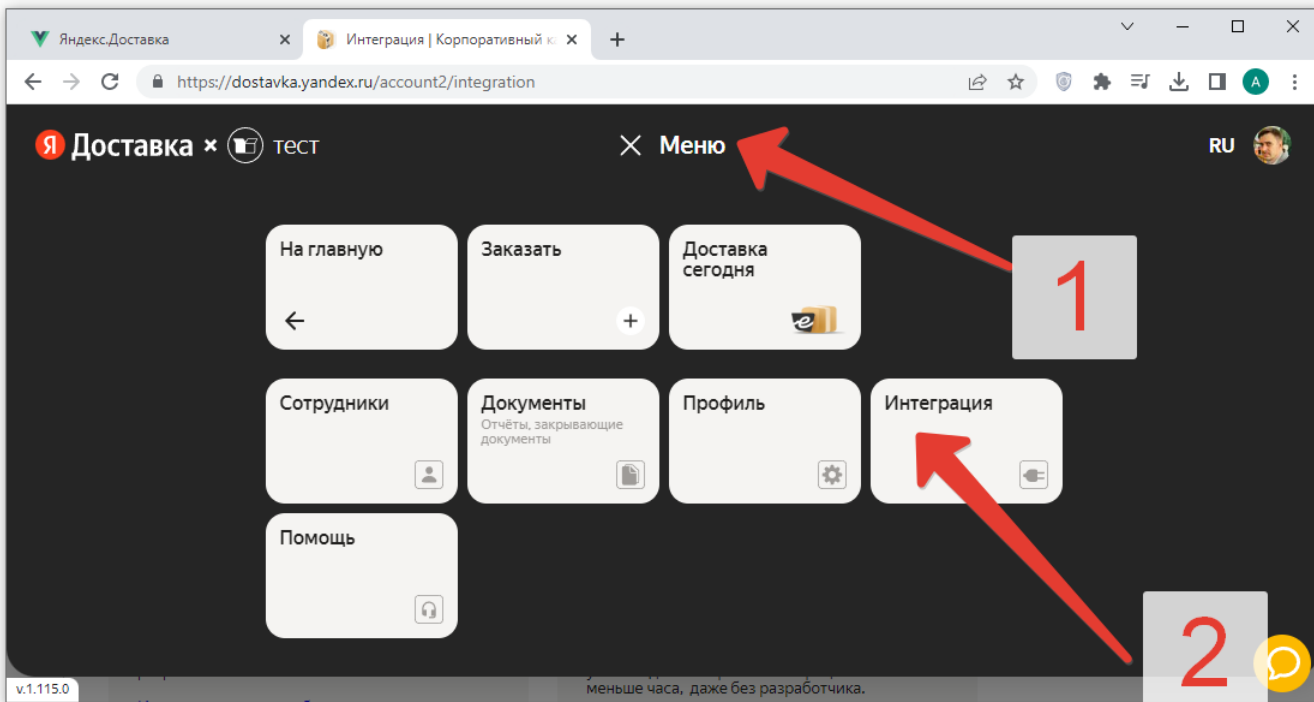 Яндекс.Доставка
Интеграция | Корпоративный к
https://dostavka.yandex.ru/account2/integration
A
Я Доставка × тест
Меню
RU
1
На главную
Заказать
Доставка
сегодня
Сотрудники
Документы
Отчёты, закрывающие
документы
Профиль
Интеграция
Помощь
2
v.1.115.0
меньше часа, даже без разработчика.